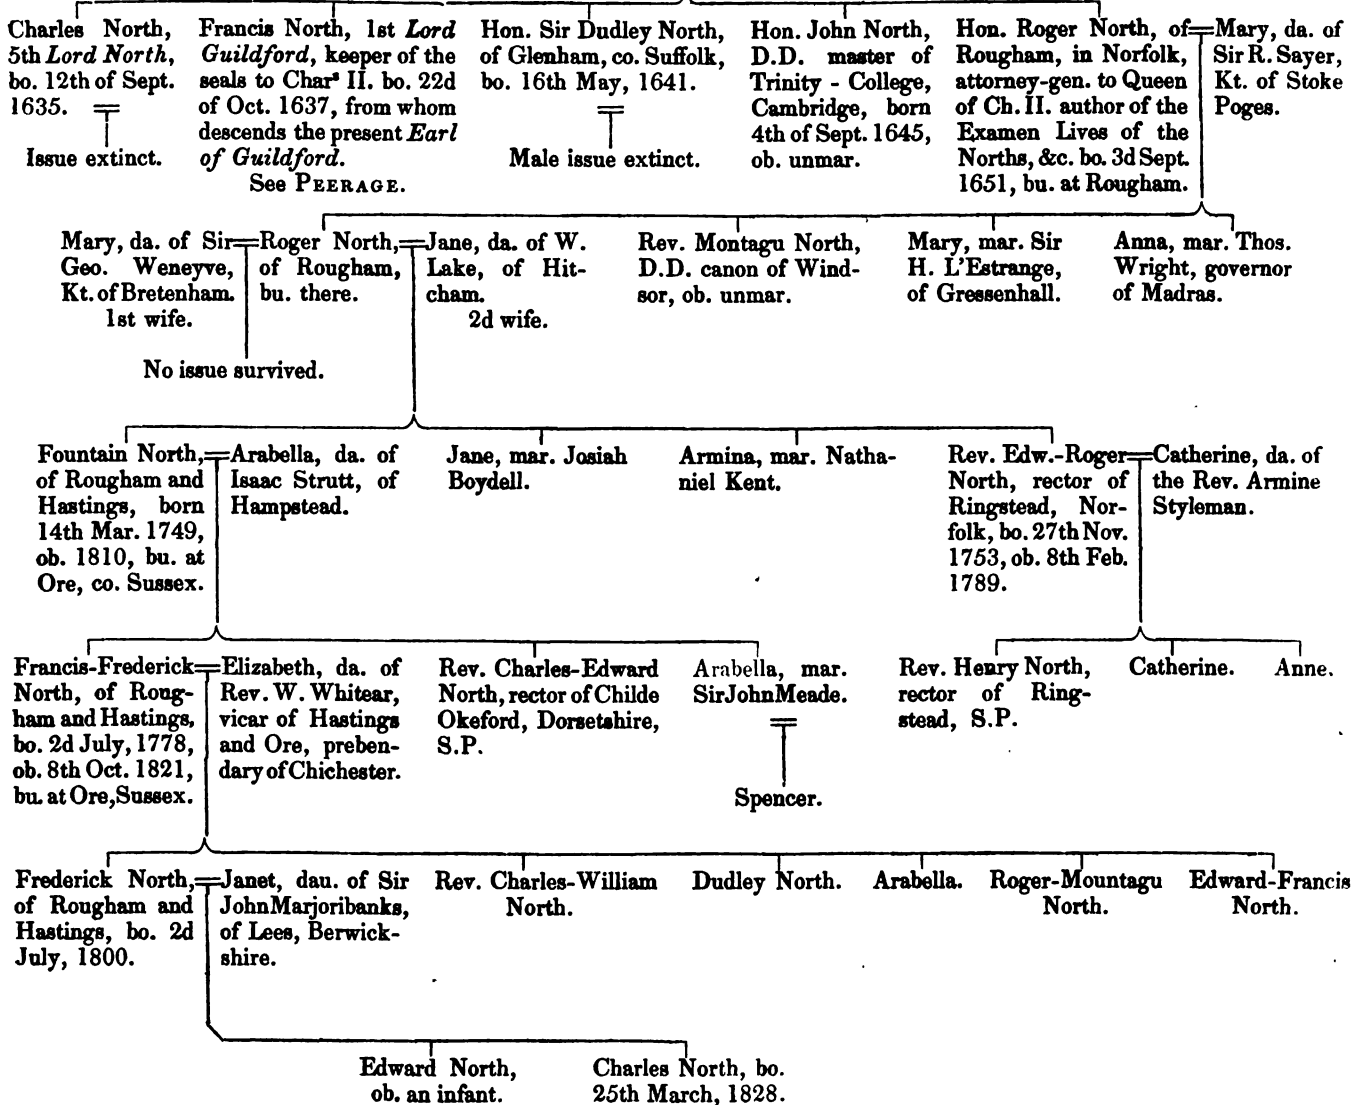 Charles North,
5th Lord North,
bo. 12th of Sept.
1635.
Issue extinct.
Francis North, 1st Lord
Guildford, keeper of the
seals to Charˢ II. bo. 22d
of Oct. 1637, from whom
descends the present Earl
of Guildford.
See PEERAGE.
Hon. Sir Dudley North,
of Glenham, co. Suffolk,
bo. 16th May, 1641.
Male issue extinct.
Hon. John North,
D.D. master of
Trinity - College,
Cambridge, born
4th of Sept. 1645,
ob. unmar.
Hon. Roger North, of
Rougham, in Norfolk,
attorney-gen. to Queen
of Ch. II. author of the
Examen Lives of the
Norths, &c. bo. 3d Sept.
1651, bu. at Rougham.
Mary, da. of
Sir R. Sayer,
Kt. of Stoke
Poges.
Mary, da. of Sir
Geo. Weneyve,
Kt. of Bretenham.
1st wife.
Roger North,
of Rougham,
bu. there.
Jane, da. of W.
Lake, of Hit-
cham.
2d wife.
No issue survived.
Rev. Montagu North,
D.D. canon of Wind-
sor, ob. unmar.
Mary, mar. Sir
H. L'Estrange,
of Gressenhall.
Anna, mar. Thos.
Wright, governor
of Madras.
Fountain North,
of Rougham and
Hastings, born
14th Mar. 1749,
ob. 1810, bu. at
Ore, co. Sussex.
Arabella, da. of
Isaac Strutt, of
Hampstead.
Jane, mar. Josiah
Boydell.
Armina, mar. Natha-
niel Kent.
Rev. Edw.-Roger
North, rector of
Ringstead, Nor-
folk, bo. 27th Nov.
1753, ob. 8th Feb.
1789.
Catherine, da. of
the Rev. Armine
Styleman.
Francis-Frederick
North, of Roug-
ham and Hastings,
bo. 2d July, 1778,
ob. 8th Oct. 1821,
bu. at Ore, Sussex.
Elizabeth, da. of
Rev. W. Whitear,
vicar of Hastings
and Ore, preben-
dary of Chichester.
Rev. Charles-Edward
North, rector of Childe
Okeford, Dorsetshire,
S.P.
Arabella, mar.
Sir John Meade.
Spencer.
Rev. Henry North,
rector of Ring-
stead, S.P.
Catherine.
Anne.
Frederick North,
of Rougham and
Hastings, bo. 2d
July, 1800.
Janet, dau. of Sir
John Marjoribanks,
of Lees, Berwick-
shire.
Rev. Charles-William
North.
Dudley North.
Arabella.
Roger-Mountagu
North.
Edward-Francis
North.
Edward North,
ob. an infant.
Charles North, bo.
25th March, 1828.